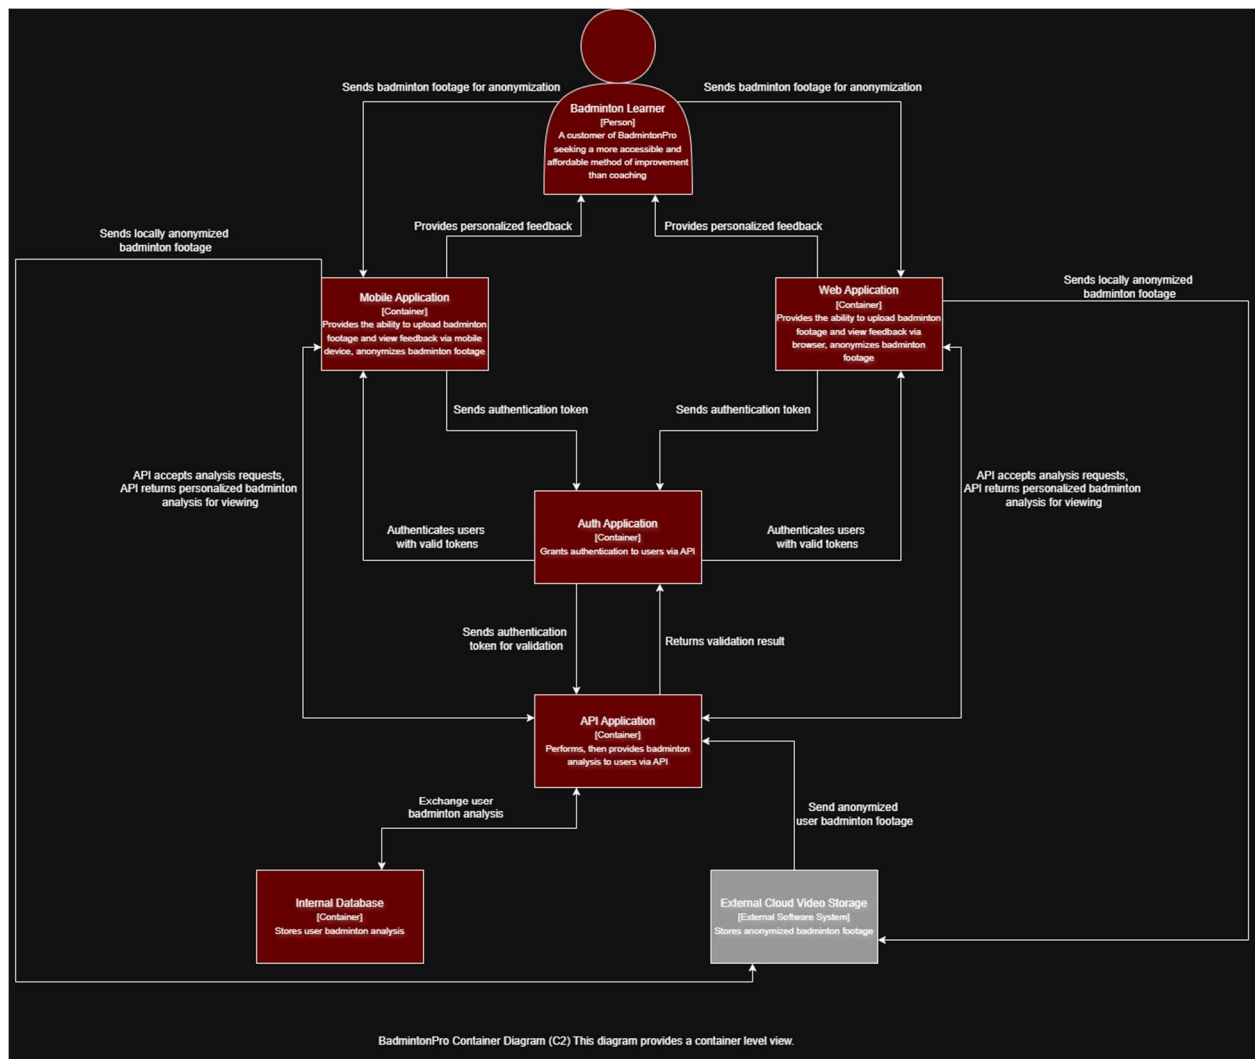 Sends badminton footage for anonymization
Sends badminton footage for anonymization
Badminton Learner
[Person]
A customer of BadmintonPro
seeking a more accessible and
affordable method of improvement
than coaching
Provides personalized feedback
Provides personalized feedback
Sends locally anonymized
badminton footage
Mobile Application
[Container]
Provides the ability to upload badminton
footage and view feedback via mobile
device, anonymizes badminton footage
Web Application
[Container]
Provides the ability to upload badminton
footage and view feedback via
browser, anonymizes badminton
footage
Sends locally anonymized
badminton footage
Sends authentication token
Sends authentication token
API accepts analysis requests,
API returns personalized badminton
analysis for viewing
API accepts analysis requests,
API returns personalized badminton
analysis for viewing
Authenticates users
with valid tokens
Auth Application
[Container]
Grants authentication to users via API
Authenticates users
with valid tokens
Sends authentication
token for validation
Returns validation result
API Application
[Container]
Performs, then provides badminton
analysis to users via API
Exchange user
badminton analysis
Send anonymized
user badminton footage
Internal Database
[Container]
Stores user badminton analysis
External Cloud Video Storage
[External Software System]
Stores anonymized badminton footage
BadmintonPro Container Diagram (C2) This diagram provides a container level view.